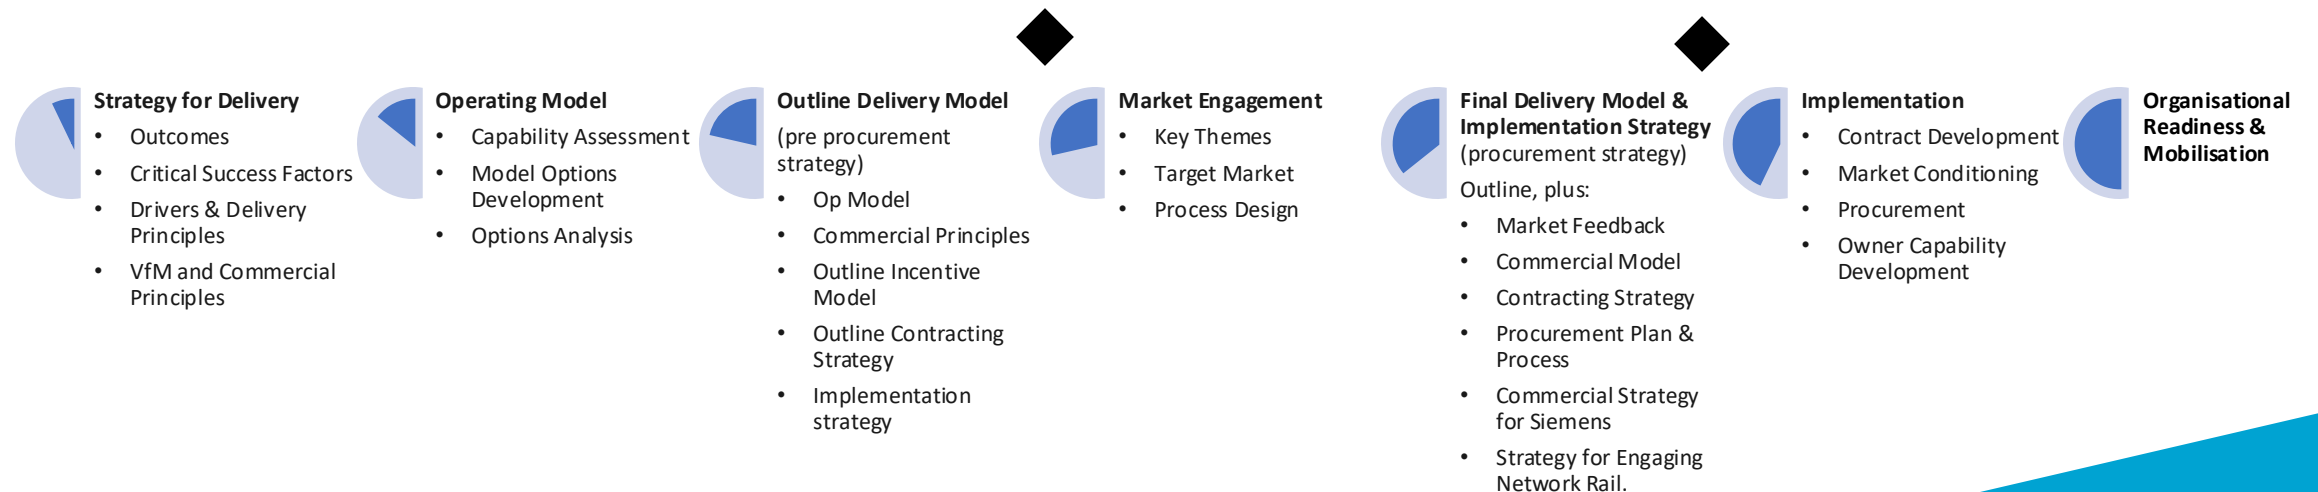 Strategy for Delivery
• Outcomes
• Critical Success Factors
• Drivers & Delivery
Principles
• VfM and Commercial
Principles
Operating Model
• Capability Assessment
• Model Options
Development
• Options Analysis
Outline Delivery Model
(pre procurement
strategy)
• Op Model
• Commercial Principles
• Outline Incentive
Model
• Outline Contracting
Strategy
• Implementation
strategy
Market Engagement
• Key Themes
• Target Market
• Process Design
Final Delivery Model &
Implementation Strategy
(procurement strategy)
Outline, plus:
• Market Feedback
• Commercial Model
• Contracting Strategy
• Procurement Plan &
Process
• Commercial Strategy
for Siemens
• Strategy for Engaging
Network Rail.
Implementation
• Contract Development
• Market Conditioning
• Procurement
• Owner Capability
Development
Organisational
Readiness &
Mobilisation